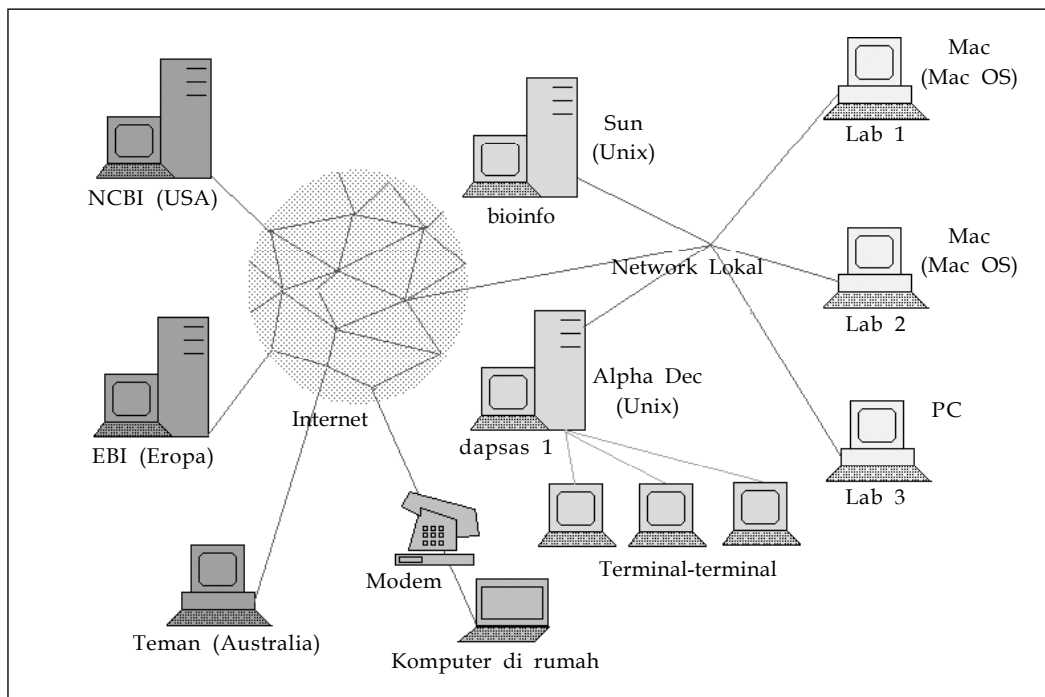 NCBI (USA)
EBI (Eropa)
Teman (Australia)
Internet
Modem
Komputer di rumah
Sun
(Unix)
bioinfo
Network Lokal
Alpha Dec
(Unix)
dapsas 1
Terminal-terminal
Mac
(Mac OS)
Lab 1
Mac
(Mac OS)
Lab 2
PC
Lab 3